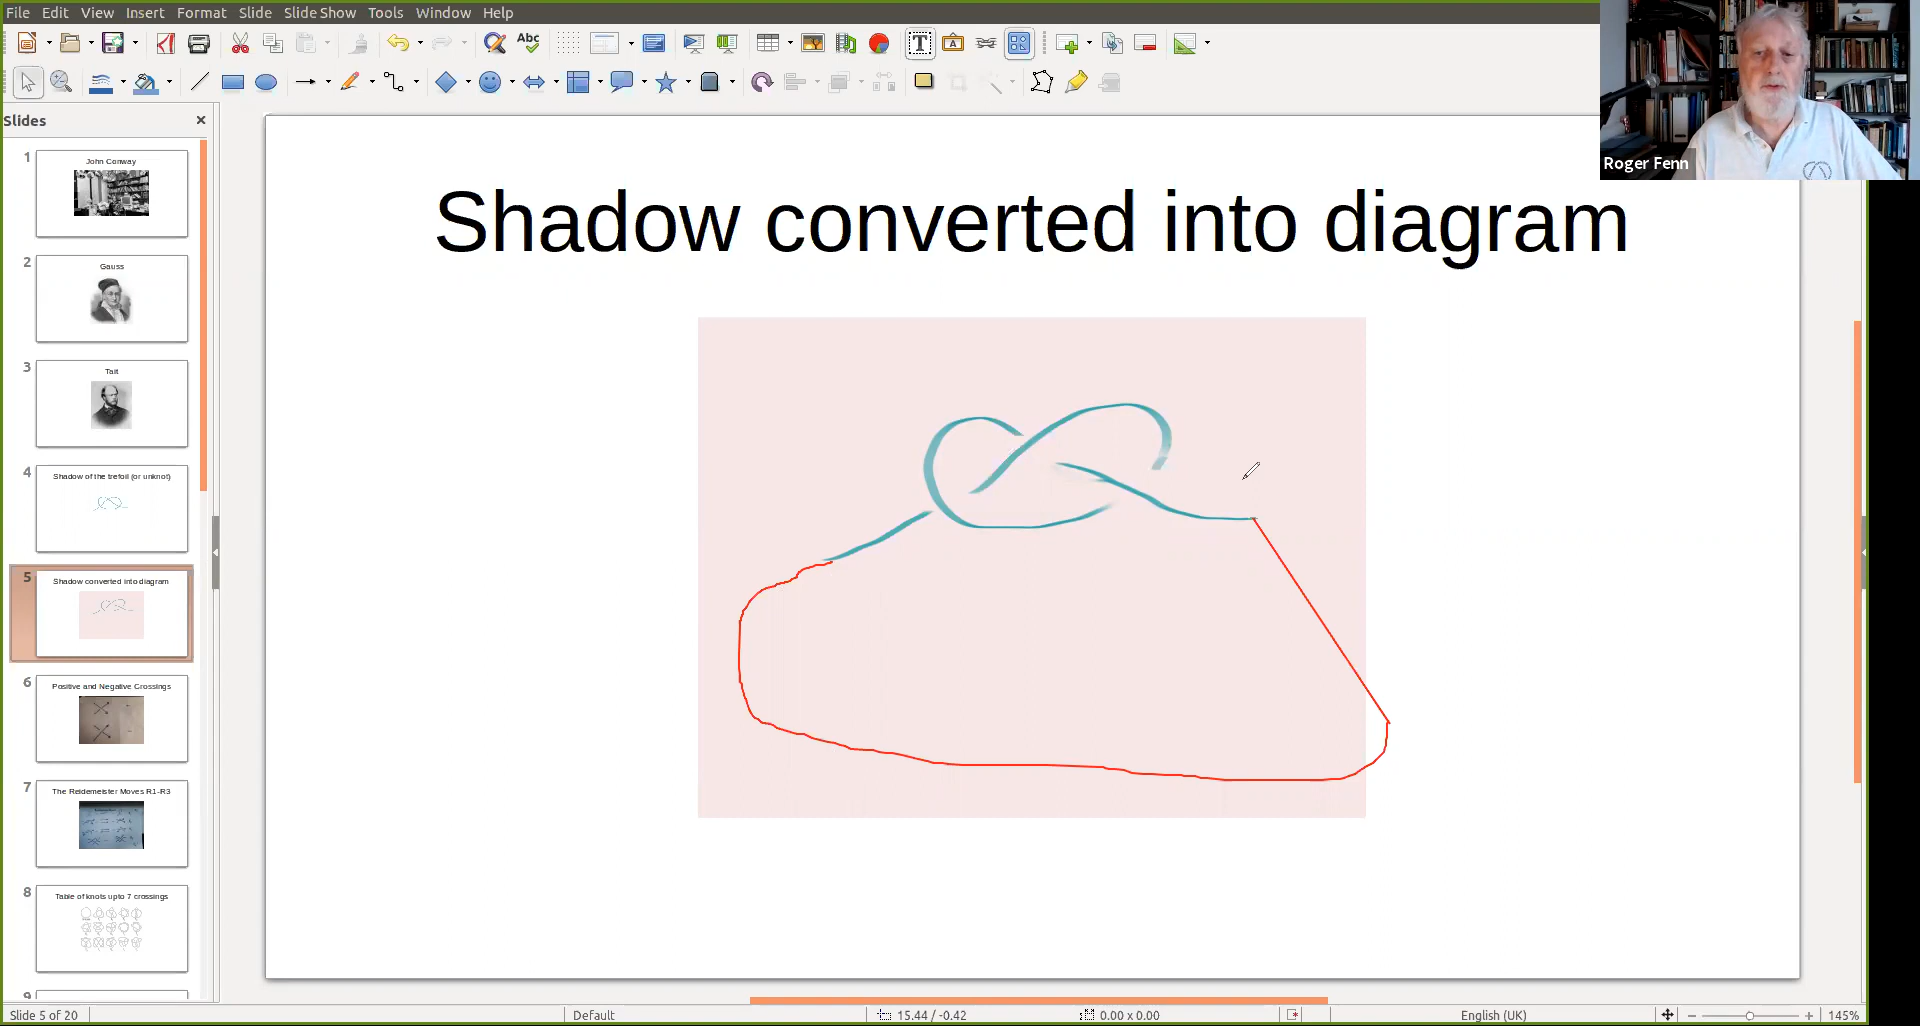 File Edit View Insert Format Slide Slide Show Tools Window Help
Abc
T
A
Roger Fenn
Slides
1
John Conway
2
Gauss
3
Tait
4
Shadow of the trefoil (or unknot)
5
Shadow converted into diagram
6
Positive and Negative Crossings
7
The Reidemeister Moves R1-R3
8
Table of knots upto 7 crossings
9
Shadow converted into diagram
Slide 5 of 20
Default
15.44 / -0.42
0.00 x 0.00
English (UK)
145%